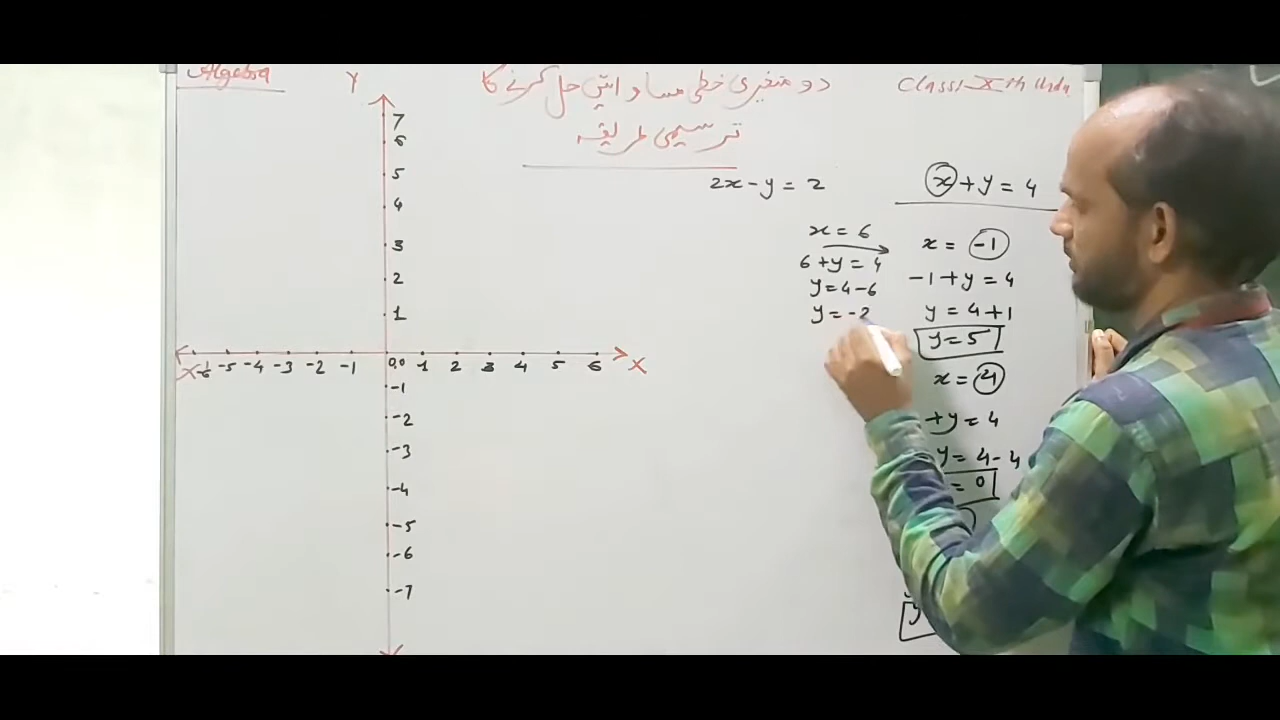 Algebra
دو متغیری خطی مساواتیں حل کرنے کا
ترسیمی طریقہ
Class:- Xth Urdu
2x - y = 2
x + y = 4
x = 6
6 + y = 4
y = 4 - 6
y = -2
x = -1
-1 + y = 4
y = 4 + 1
y = 5
x = 4
+ y = 4
y = 4 - 4
= 0
y
Y
7
6
5
4
3
2
1
X -6 -5 -4 -3 -2 -1 0,0 1 2 3 4 5 6 X
-1
-2
-3
-4
-5
-6
-7